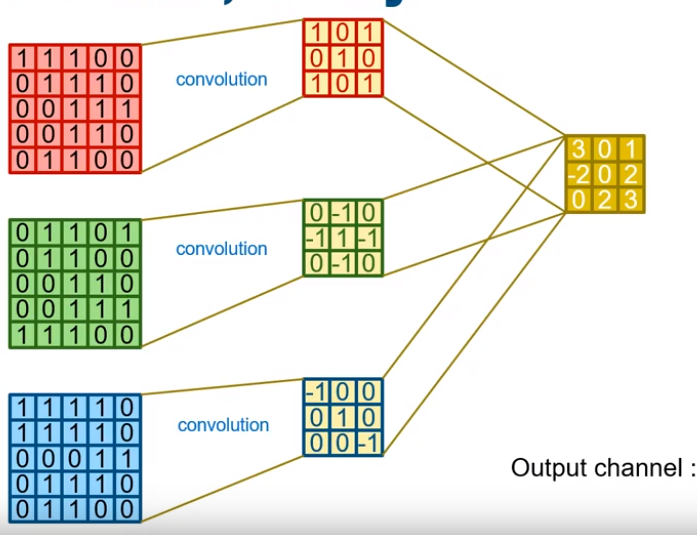 1 1 1 0 0
0 1 1 1 0
0 0 1 1 1
0 0 1 1 0
0 1 1 0 0
convolution
1 0 1
0 1 0
1 0 1
3 0 1
-2 0 2
0 2 3
0 1 1 0 1
0 1 1 0 0
0 0 1 1 0
0 0 1 1 1
1 1 1 0 0
convolution
0 -1 0
-1 1 -1
0 -1 0
1 1 1 1 0
1 1 1 1 0
0 0 0 1 1
0 1 1 1 0
0 1 1 0 0
convolution
-1 0 0
0 1 0
0 0 -1
Output channel :